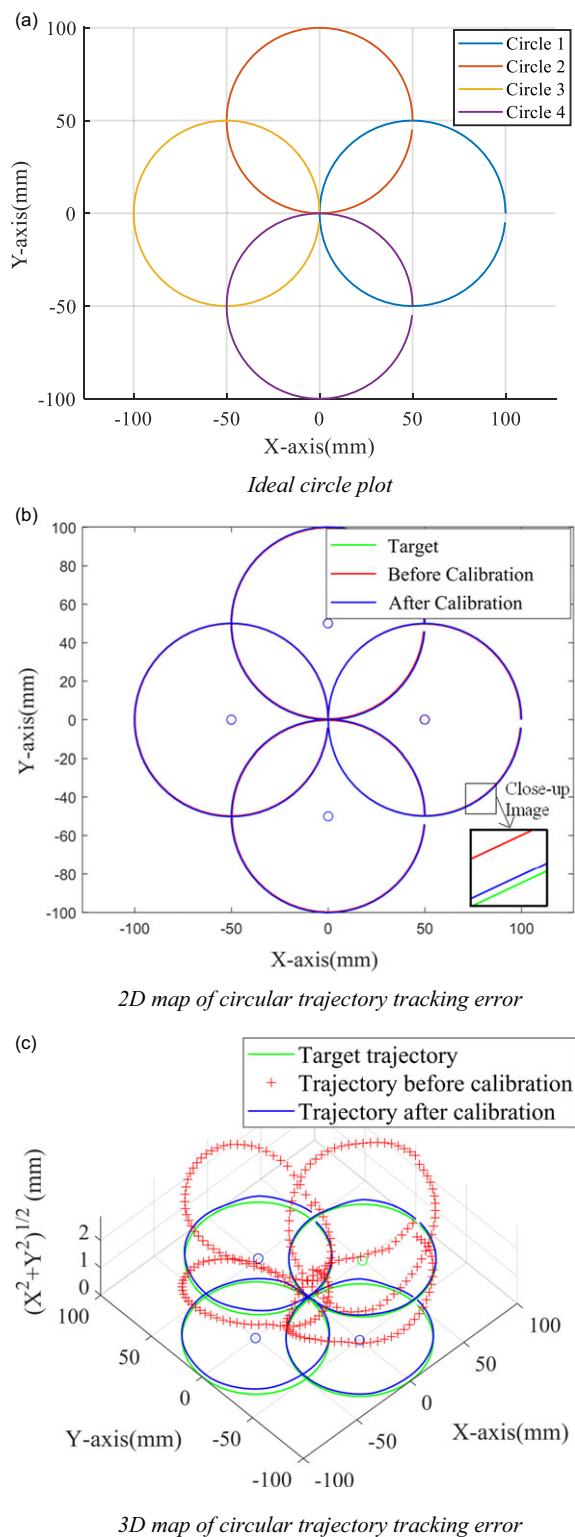 (a)
100
50
0
-50
-100
Y-axis(mm)
-100 -50 0 50 100
X-axis(mm)
Circle 1
Circle 2
Circle 3
Circle 4
Ideal circle plot
(b)
100
80
60
40
20
0
-20
-40
-60
-80
-100
Y-axis(mm)
-100 -50 0 50 100
X-axis(mm)
Target
Before Calibration
After Calibration
Close-up
Image
2D map of circular trajectory tracking error
(c)
Target trajectory
Trajectory before calibration
Trajectory after calibration
(X²+Y²)^1/2 (mm)
2
1
0
100
50
0
-50
-100
Y-axis(mm)
-100
-50
0
50
100
X-axis(mm)
3D map of circular trajectory tracking error